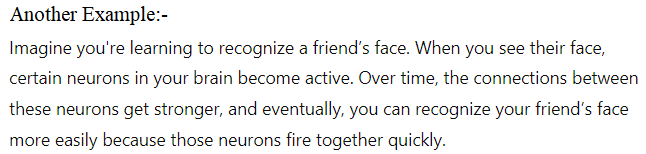 Another Example:-
Imagine you're learning to recognize a friend’s face. When you see their face,
certain neurons in your brain become active. Over time, the connections between
these neurons get stronger, and eventually, you can recognize your friend’s face
more easily because those neurons fire together quickly.